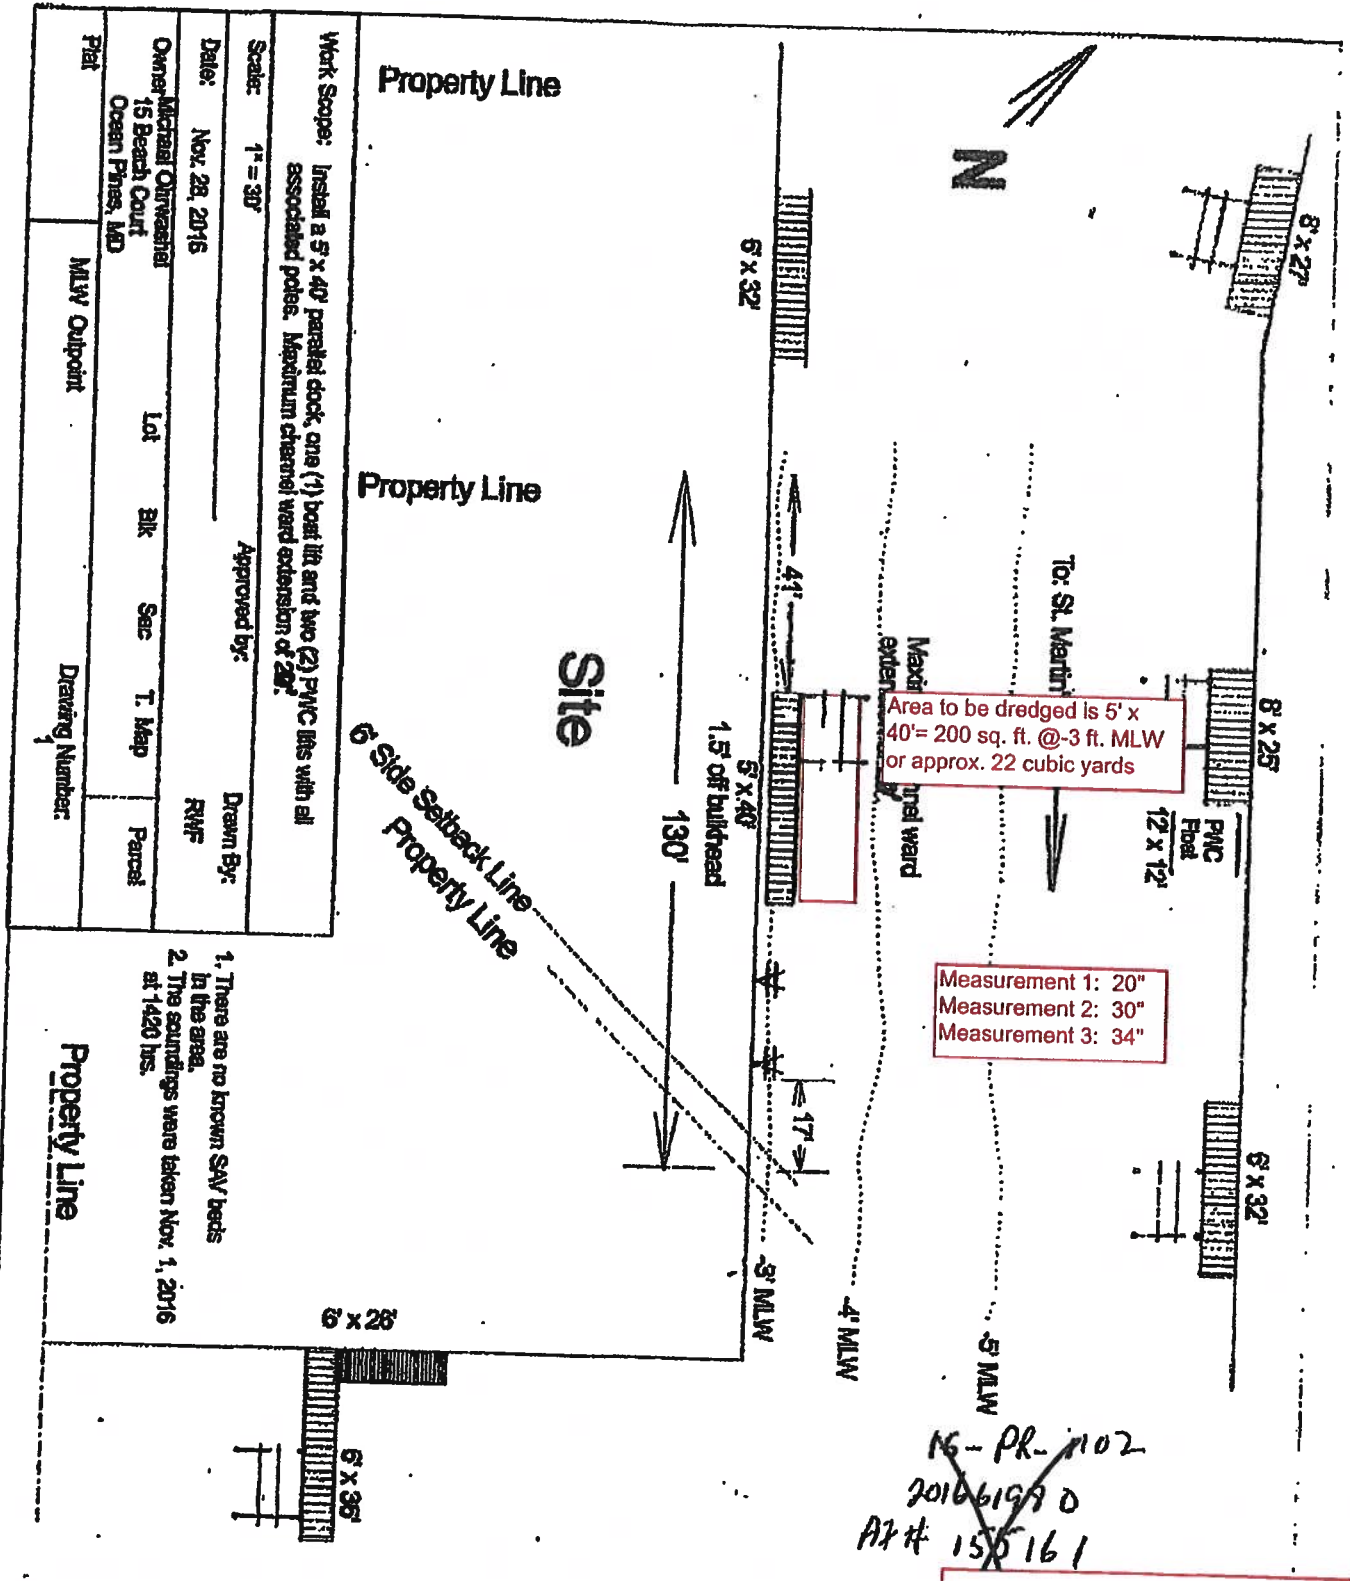 Property Line
Property Line
Work Scope: Install a 5' x 40' parallel dock, one (1) boat lift and two (2) PWC lifts with all
associated poles. Maximum channel ward extension of
Scale: 1" = 30'
Approved by:
Drawn By:
Date: Nov. 28, 2016
RWF
Owner Michael
15 Beach Court
Ocean Pines, MD
Lot Blk Sec T. Map Parcel
Plat
MLW Outpoint
Drawing Number:
1
N
8' x 27'
6' x 32'
8' x 25'
PWC
Float
12' x 12'
To: St. Martin
41'
Area to be dredged is 5' x
40'= 200 sq. ft. @-3 ft. MLW
or approx. 22 cubic yards
ward
5' x 40'
1.5' off bulkhead
Site
130'
6' Side Setback Line
Property Line
Measurement 1: 20"
Measurement 2: 30"
Measurement 3: 34"
17'
6' x 32'
-3' MLW
-4' MLW
-5' MLW
1. There are no known SAV beds
in the area.
2. The soundings were taken Nov. 1, 2016
at 1420 hrs.
Property Line
6' x 26'
6' x 36'